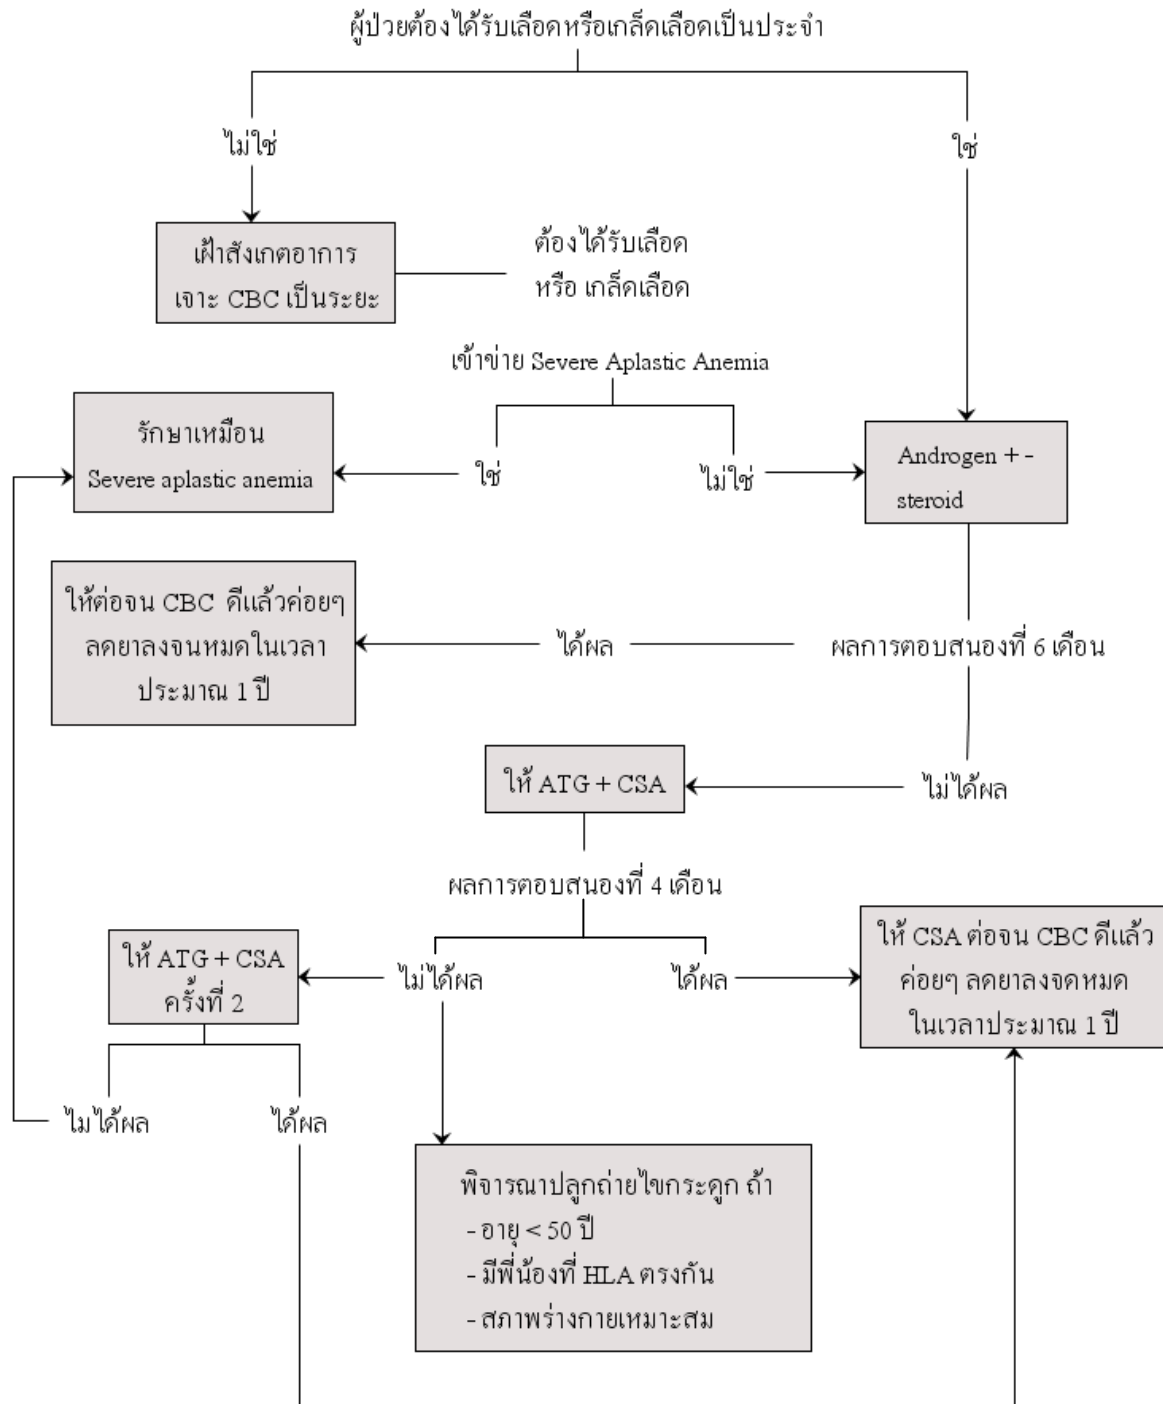 ผู้ป่วยต้องได้รับเลือดหรือเกล็ดเลือดเป็นประจำ
ไม่ใช่
ใช่
เฝ้าสังเกตอาการ
เจาะ CBC เป็นระยะ
ต้องได้รับเลือด
หรือ เกล็ดเลือด
เข้าข่าย Severe Aplastic Anemia
รักษาเหมือน
Severe aplastic anemia
ใช่
ไม่ใช่
Androgen + -
steroid
ให้ต่อจน CBC ดีแล้วค่อยๆ
ลดยาลงจนหมดในเวลา
ประมาณ 1 ปี
ได้ผล
ผลการตอบสนองที่ 6 เดือน
ให้ ATG + CSA
ไม่ได้ผล
ผลการตอบสนองที่ 4 เดือน
ให้ ATG + CSA
ครั้งที่ 2
ไม่ได้ผล
ได้ผล
ให้ CSA ต่อจน CBC ดีแล้ว
ค่อยๆ ลดยาลงจดหมด
ในเวลาประมาณ 1 ปี
ไมได้ผล
ได้ผล
พิจารณาปลูกถ่ายไขกระดูก ถ้า
- อายุ < 50 ปี
- มีพี่น้องที่ HLA ตรงกัน
- สภาพร่างกายเหมาะสม